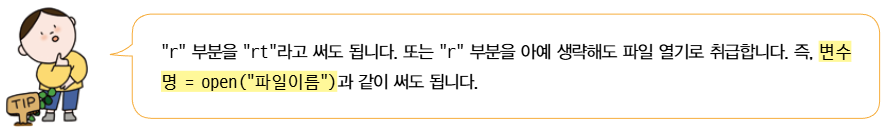 "r" 부분을 "rt"라고 써도 됩니다. 또는 "r" 부분을 아예 생략해도 파일 열기로 취급합니다. 즉, 변수
명 = open("파일이름")과 같이 써도 됩니다.
TIP